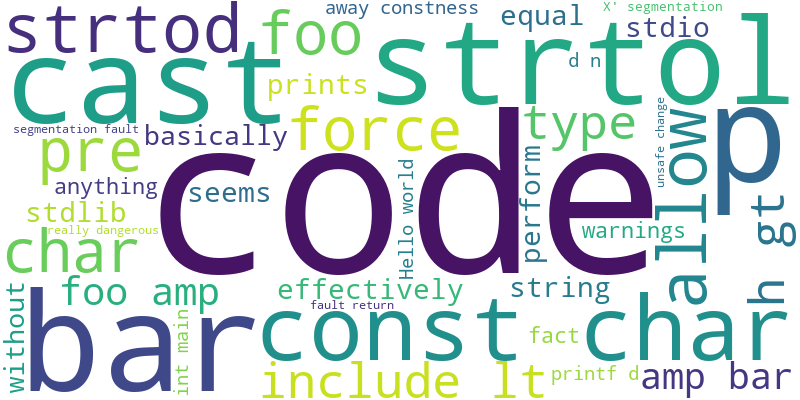 strtod
foo
away constness
equal
X' segmentation
stdio
cast
strtol
d n
prints
segmentation fault
basically
force
type
pre
code
p
allow
unsafe change
anything
seems
Hello world
perform
warnings
gt
stdlib
really dangerous
char
foo amp
effectively
string
h
without
bar
int main
fault return
const
char
fact
include lt
printf d
amp bar